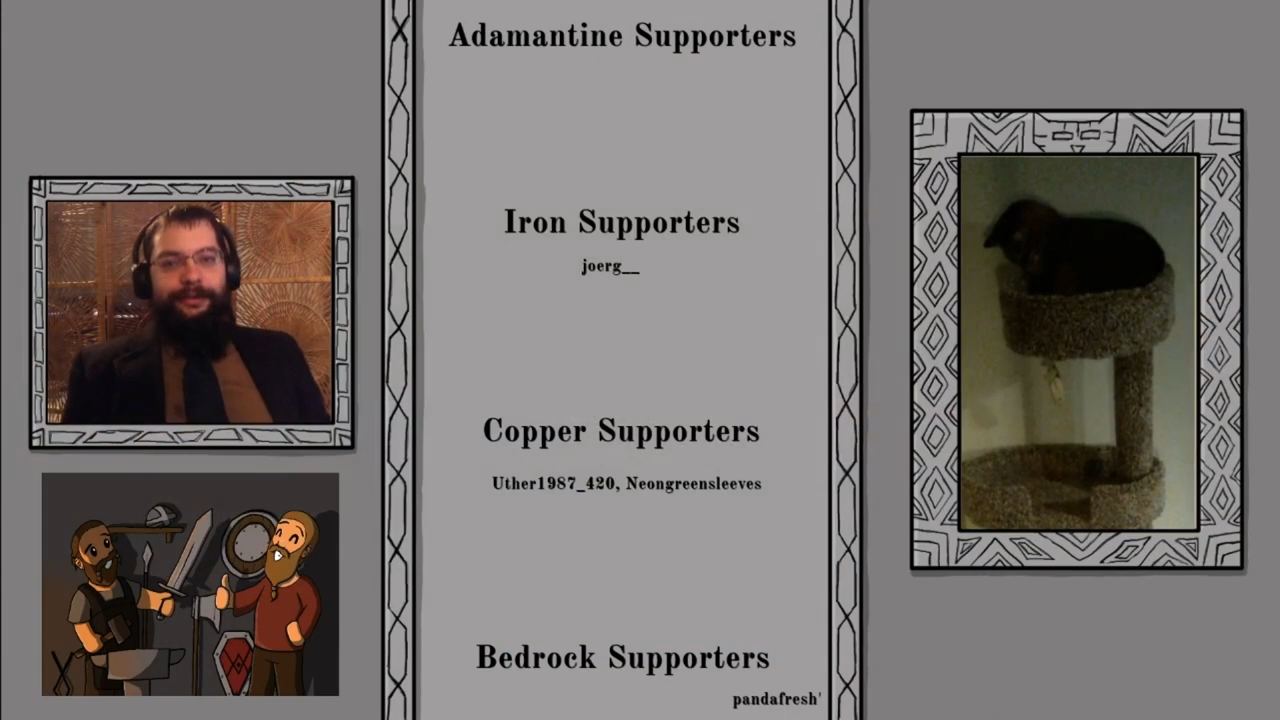 Adamantine Supporters
Iron Supporters
joerg__
Copper Supporters
Uther1987_420, Neongreensleeves
Bedrock Supporters
pandafresh'